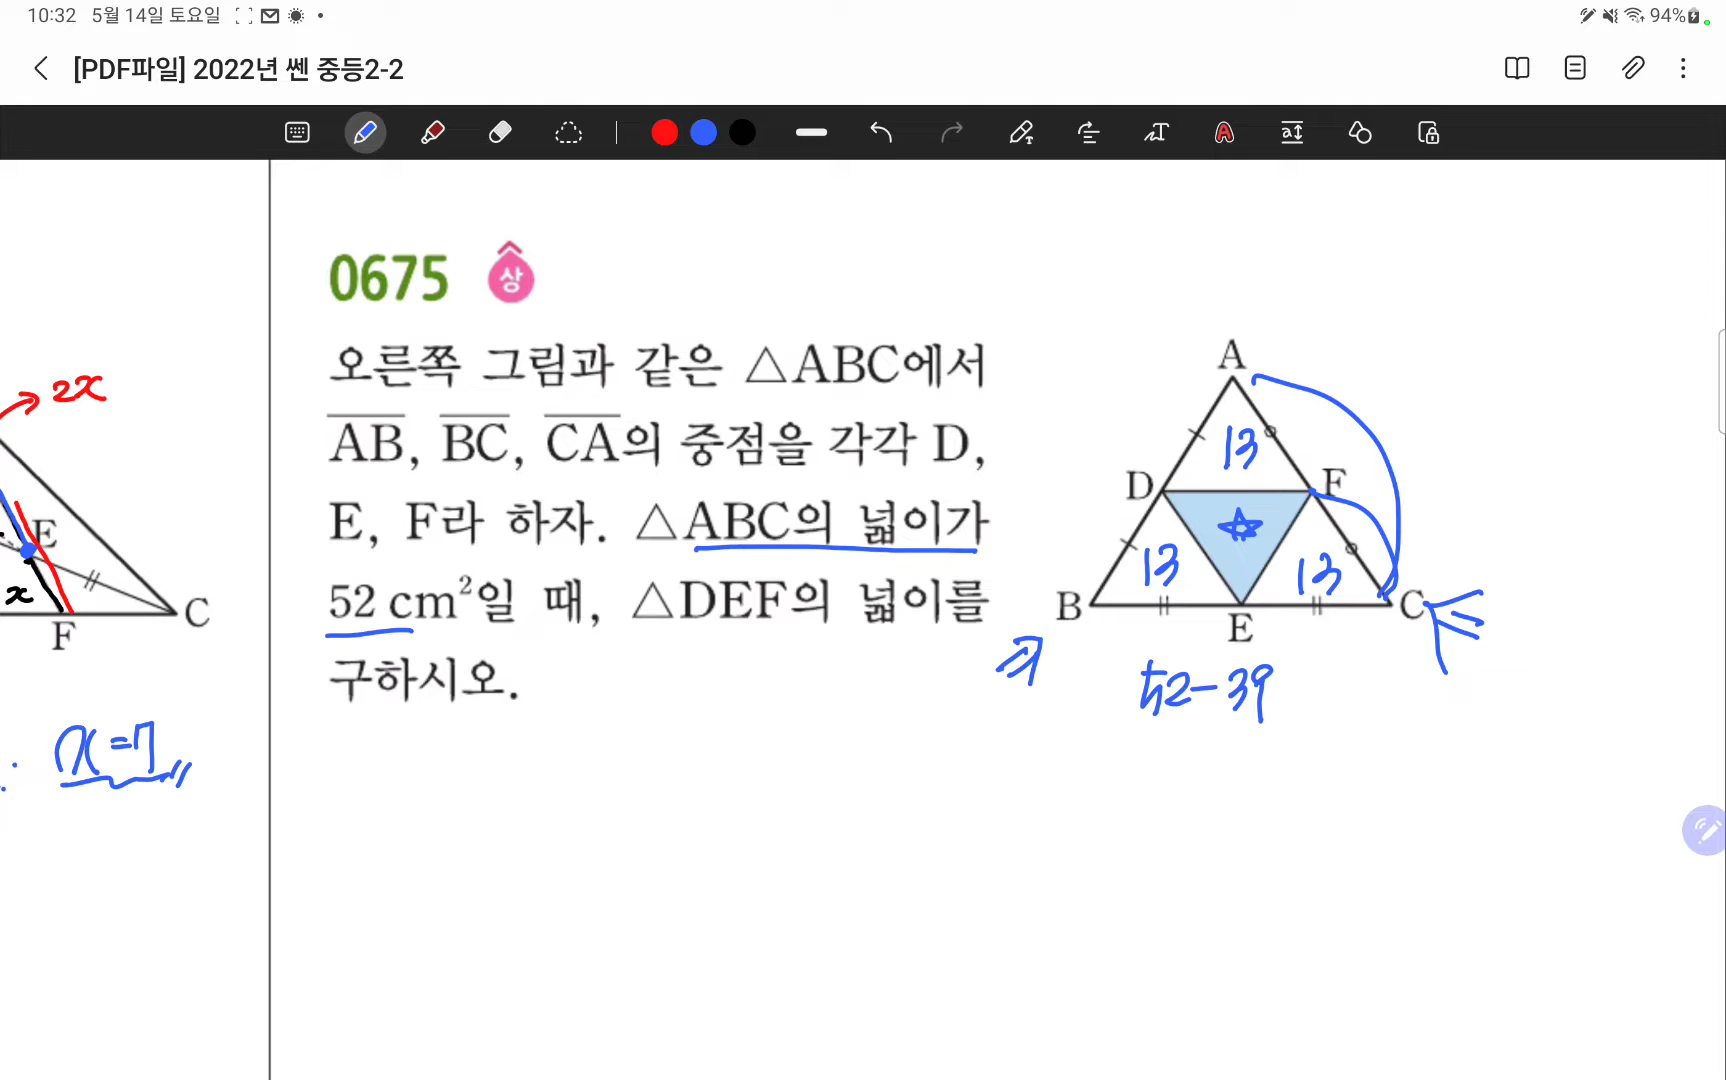 10:32 5월 14일 토요일
94%
[PDF파일] 2022년 쎈 중등2-2
2x
E
x
F
C
x=7
0675 상
오른쪽 그림과 같은 △ABC에서
AB, BC, CA의 중점을 각각 D,
E, F라 하자. △ABC의 넓이가
52 cm²일 때, △DEF의 넓이를
구하시오.
A
13
D
F
13
13
B
E
C
52-39